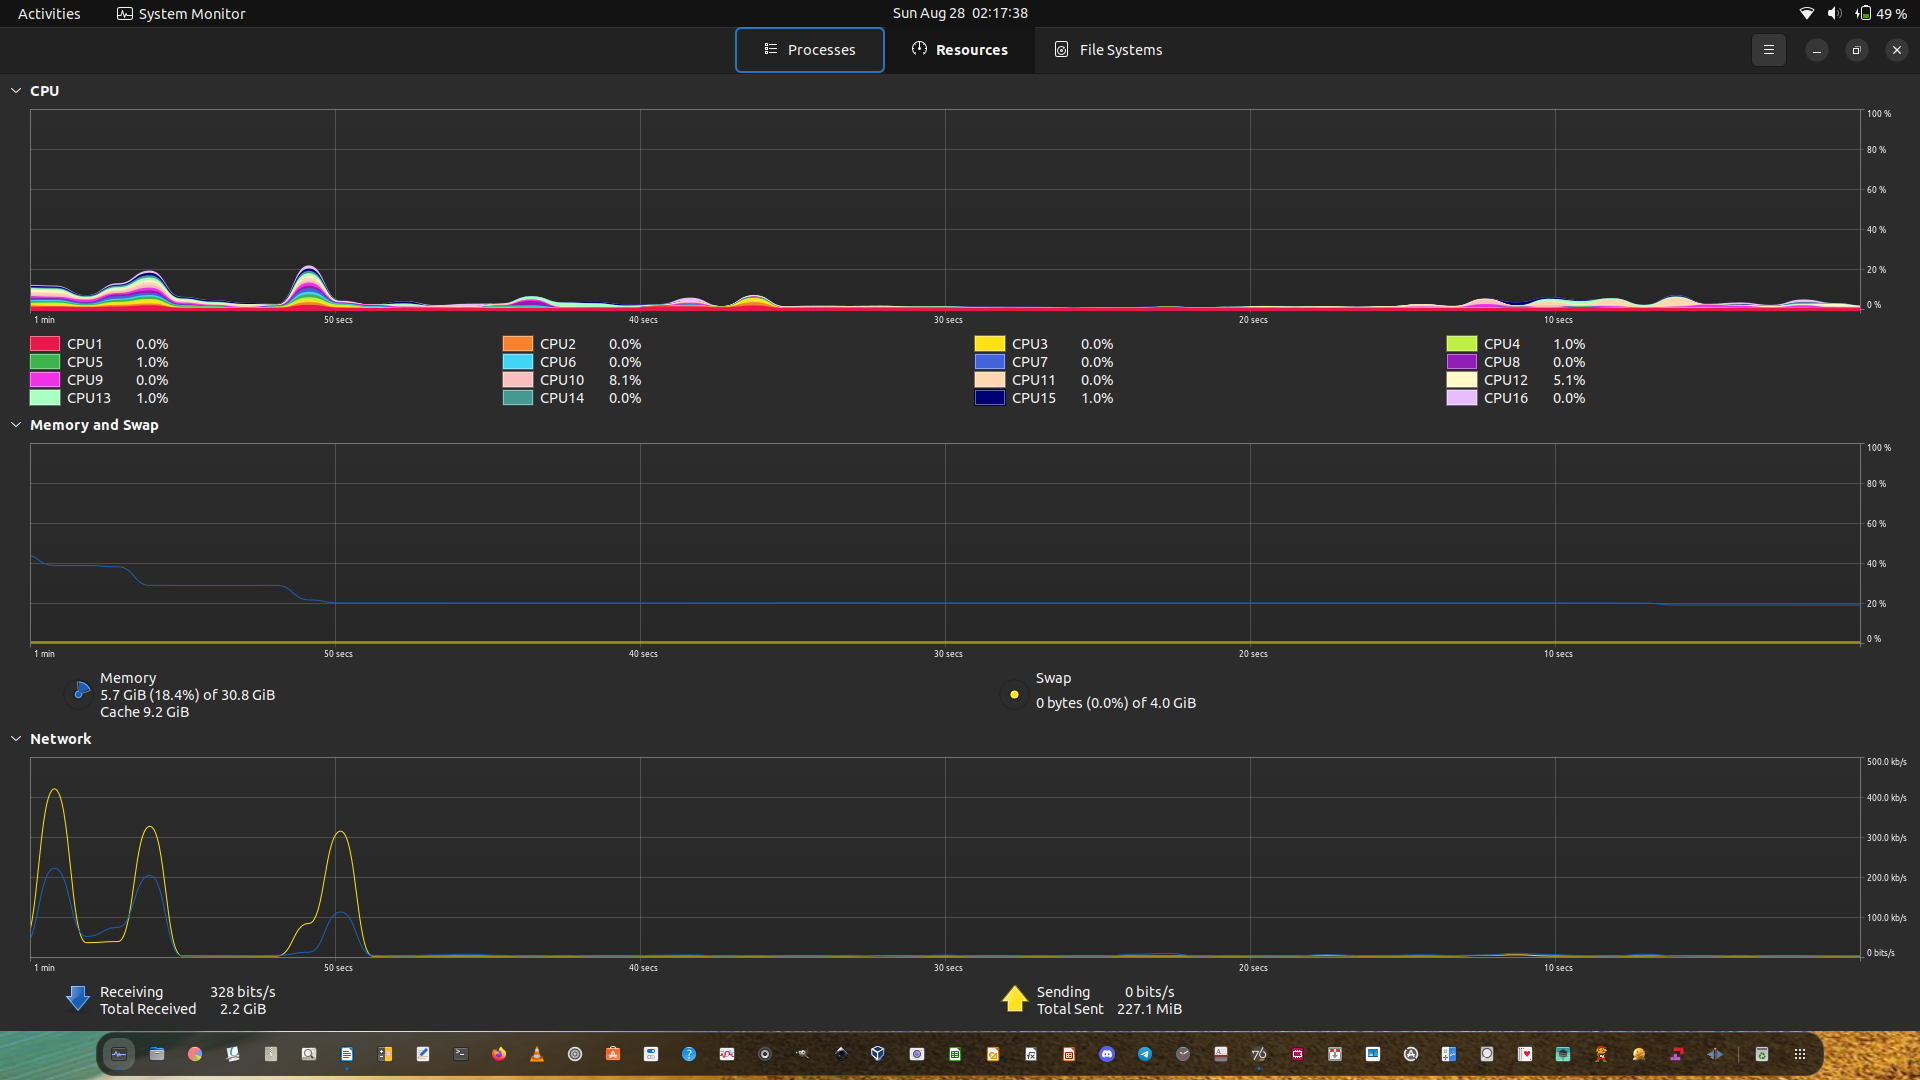 Activities System Monitor Sun Aug 28 02:17:38 49 %
Processes Resources File Systems
CPU
100 %
80 %
60 %
40 %
20 %
0 %
1 min 50 secs 40 secs 30 secs 20 secs 10 secs
CPU1 0.0% CPU2 0.0% CPU3 0.0% CPU4 1.0%
CPU5 1.0% CPU6 0.0% CPU7 0.0% CPU8 0.0%
CPU9 0.0% CPU10 8.1% CPU11 0.0% CPU12 5.1%
CPU13 1.0% CPU14 0.0% CPU15 1.0% CPU16 0.0%
Memory and Swap
100 %
80 %
60 %
40 %
20 %
0 %
1 min 50 secs 40 secs 30 secs 20 secs 10 secs
Memory
5.7 GiB (18.4%) of 30.8 GiB
Cache 9.2 GiB
Swap
0 bytes (0.0%) of 4.0 GiB
Network
500.0 kb/s
400.0 kb/s
300.0 kb/s
200.0 kb/s
100.0 kb/s
0 bits/s
1 min 50 secs 40 secs 30 secs 20 secs 10 secs
Receiving 328 bits/s
Total Received 2.2 GiB
Sending 0 bits/s
Total Sent 227.1 MiB
76